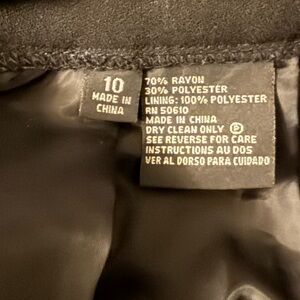 10
MADE IN
CHINA
70% RAYON
30% POLYESTER
LINING: 100% POLYESTER
RN 50610
MADE IN CHINA
DRY CLEAN ONLY Ⓟ
SEE REVERSE FOR CARE
INSTRUCTIONS AU DOS
VER AL DORSO PARA CUIDADO